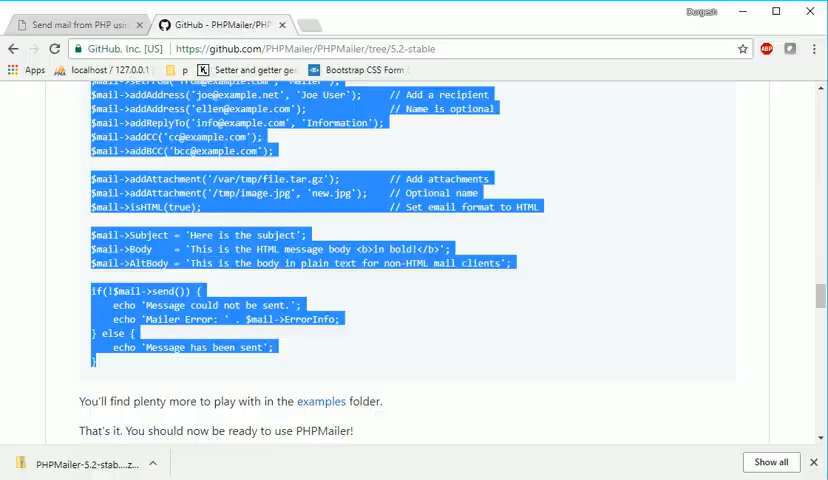 Durgesh
Send mail from PHP usin
GitHub - PHPMailer/PHP
GitHub, Inc. [US] https://github.com/PHPMailer/PHPMailer/tree/5.2-stable
Apps localhost / 127.0.0.1 p Setter and getter ge Bootstrap CSS Form
$mail->setFrom('from@example.com', 'Mailer');
$mail->addAddress('joe@example.net', 'Joe User'); // Add a recipient
$mail->addAddress('ellen@example.com'); // Name is optional
$mail->addReplyTo('info@example.com', 'Information');
$mail->addCC('cc@example.com');
$mail->addBCC('bcc@example.com');
$mail->addAttachment('/var/tmp/file.tar.gz'); // Add attachments
$mail->addAttachment('/tmp/image.jpg', 'new.jpg'); // Optional name
$mail->isHTML(true); // Set email format to HTML
$mail->Subject = 'Here is the subject';
$mail->Body = 'This is the HTML message body <b>in bold!</b>';
$mail->AltBody = 'This is the body in plain text for non-HTML mail clients';
if(!$mail->send()) {
echo 'Message could not be sent.';
echo 'Mailer Error: ' . $mail->ErrorInfo;
} else {
echo 'Message has been sent';
}
You'll find plenty more to play with in the examples folder.
That's it. You should now be ready to use PHPMailer!
PHPMailer-5.2-stab....z...
Show all